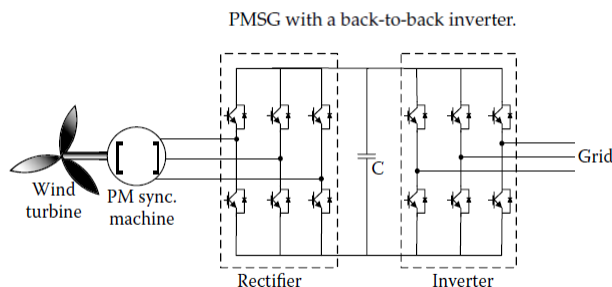 PMSG with a back-to-back inverter.
C
Grid
Wind
turbine
PM sync.
machine
Rectifier
Inverter